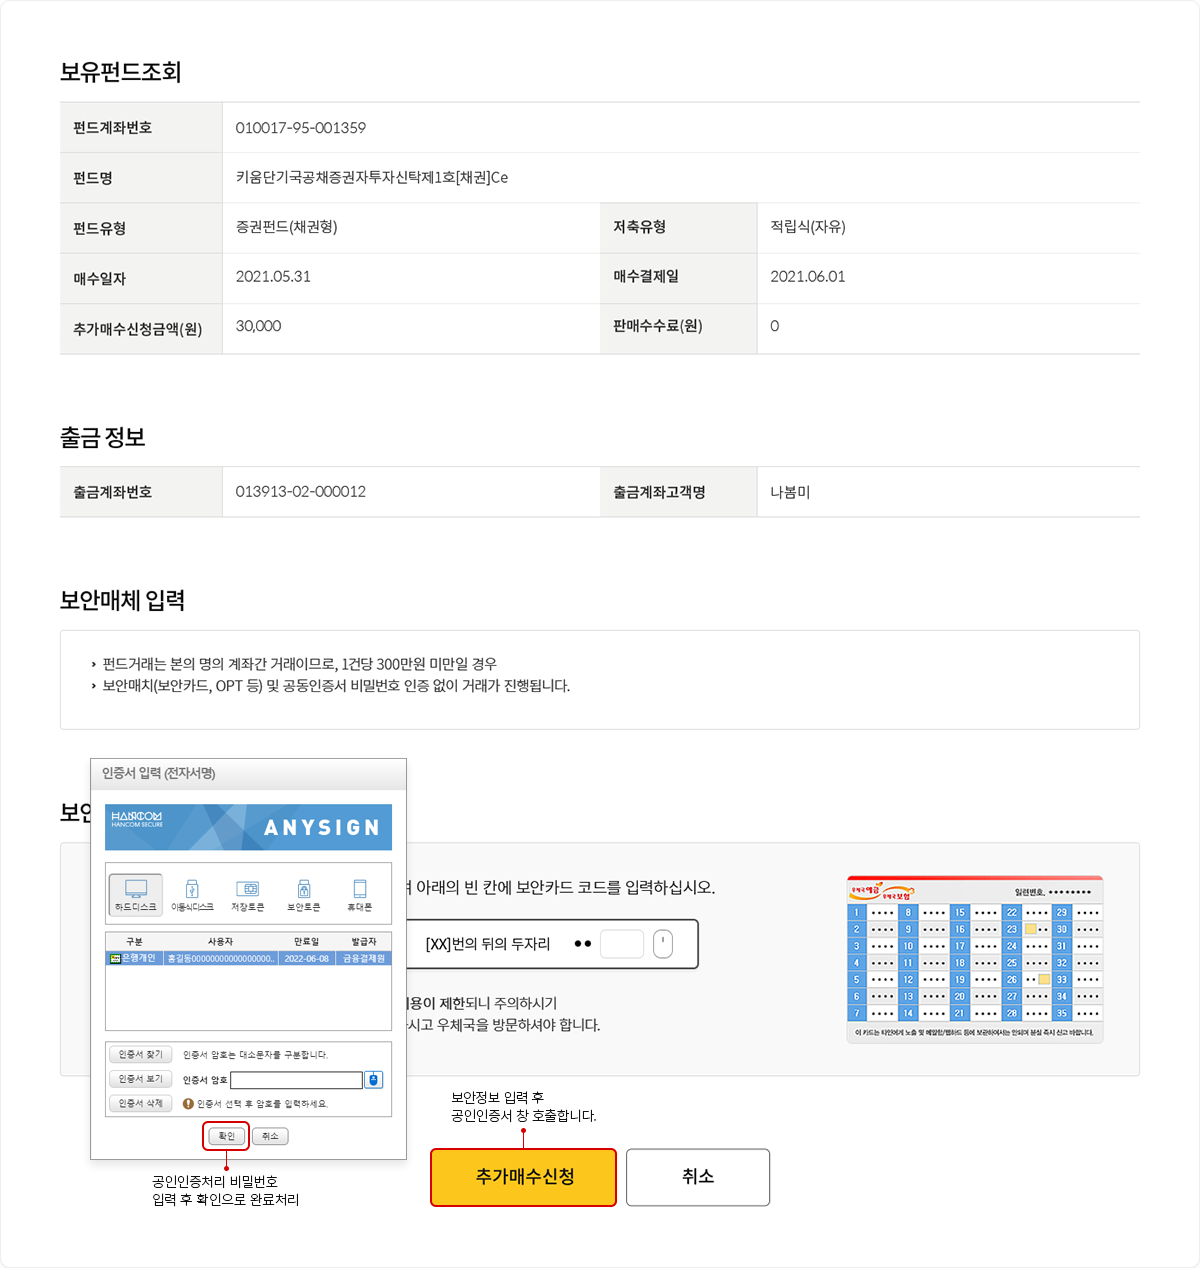 보유펀드조회
펀드계좌번호 010017-95-001359
펀드명 키움단기국공채증권자투자신탁제1호[채권]Ce
펀드유형 증권펀드(채권형) 저축유형 적립식(자유)
매수일자 2021.05.31 매수결제일 2021.06.01
추가매수신청금액(원) 30,000 판매수수료(원) 0
출금 정보
출금계좌번호 013913-02-000012 출금계좌고객명 나봄미
보안매체 입력
› 펀드거래는 본의 명의 계좌간 거래이므로, 1건당 300만원 미만일 경우
› 보안매치(보안카드, OPT 등) 및 공동인증서 비밀번호 인증 없이 거래가 진행됩니다.
인증서 입력 (전자서명)
HANCOM
HANCOM SECURE
ANYSIGN
하드디스크 이동식디스크 저장토큰 보안토큰 휴대폰
구분 사용자 만료일 발급자
은행개인 홍길동00000000000000000.. 2022-06-08 금융결제원
인증서 찾기 인증서 암호는 대소문자를 구분합니다.
인증서 보기 인증서 암호
인증서 삭제 인증서 선택 후 암호를 입력하세요.
확인 취소
공인인증처리 비밀번호
입력 후 확인으로 완료처리
보안
아래의 빈 칸에 보안카드 코드를 입력하십시오.
[XX]번의 뒤의 두자리 ●●
이용이 제한되니 주의하시기
시고 우체국을 방문하셔야 합니다.
우체국예금 우체국보험 일련번호. ••••••••
1 •••• 8 •••• 15 •••• 22 •••• 29 ••••
2 •••• 9 •••• 16 •••• 23 •• 30 ••••
3 •••• 10 •••• 17 •••• 24 •••• 31 ••••
4 •••• 11 •••• 18 •••• 25 •••• 32 ••••
5 •••• 12 •••• 19 •••• 26 •• 33 ••••
6 •••• 13 •••• 20 •••• 27 •••• 34 ••••
7 •••• 14 •••• 21 •••• 28 •••• 35 ••••
이 카드는 타인에게 노출 및 메일함/웹하드 등에 보관하여서는 안되며 분실 즉시 신고 바랍니다.
보안정보 입력 후
공인인증서 창 호출합니다.
추가매수신청 취소